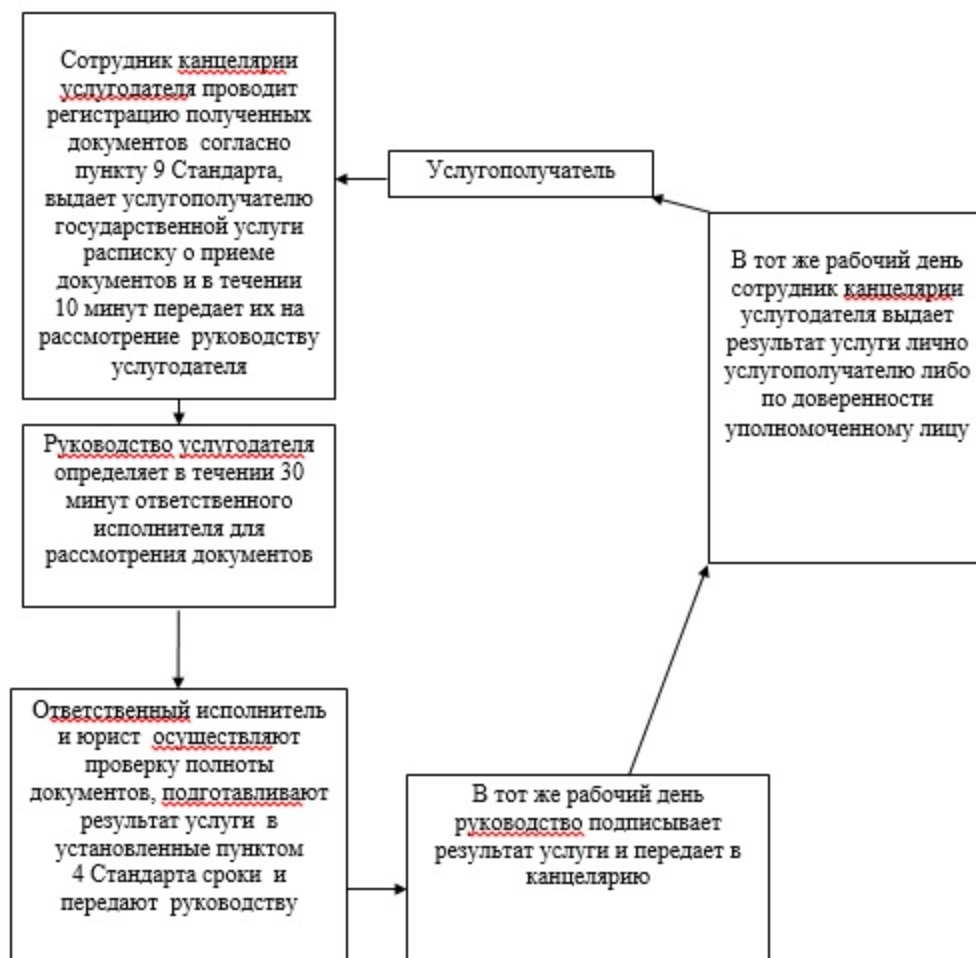 Сотрудник канцелярии
услугодателя проводит
регистрацию полученных
документов согласно
пункту 9 Стандарта,
выдает услугополучателю
государственной услуги
расписку о приеме
документов и в течении
10 минут передает их на
рассмотрение руководству
услугодателя
Услугополучатель
В тот же рабочий день
сотрудник канцелярии
услугодателя выдает
результат услуги лично
услугополучателю либо
по доверенности
уполномоченному лицу
Руководство услугодателя
определяет в течении 30
минут ответственного
исполнителя для
рассмотрения документов
Ответственный исполнитель
и юрист осуществляют
проверку полноты
документов, подготавливают
результат услуги в
установленные пунктом
4 Стандарта сроки и
передают руководству
В тот же рабочий день
руководство подписывает
результат услуги и передает в
канцелярию